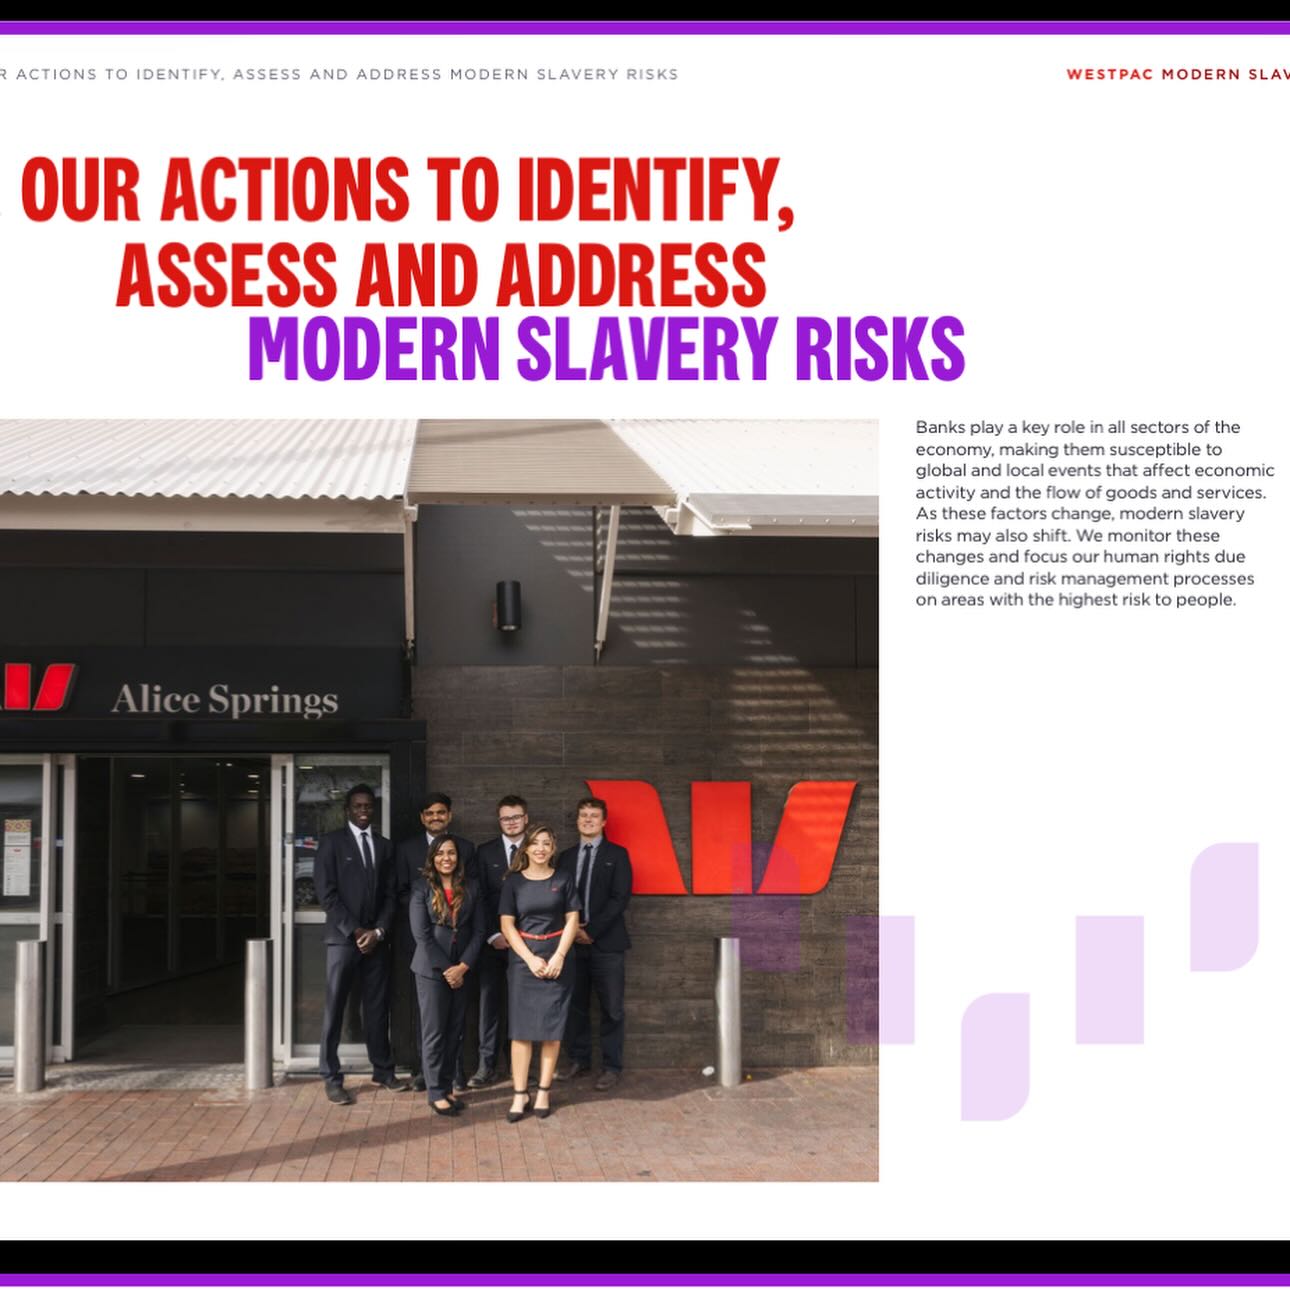 R ACTIONS TO IDENTIFY, ASSESS AND ADDRESS MODERN SLAVERY RISKS
WESTPAC MODERN SLAV
OUR ACTIONS TO IDENTIFY,
ASSESS AND ADDRESS
MODERN SLAVERY RISKS
Banks play a key role in all sectors of the
economy, making them susceptible to
global and local events that affect economic
activity and the flow of goods and services.
As these factors change, modern slavery
risks may also shift. We monitor these
changes and focus our human rights due
diligence and risk management processes
on areas with the highest risk to people.
Alice Springs